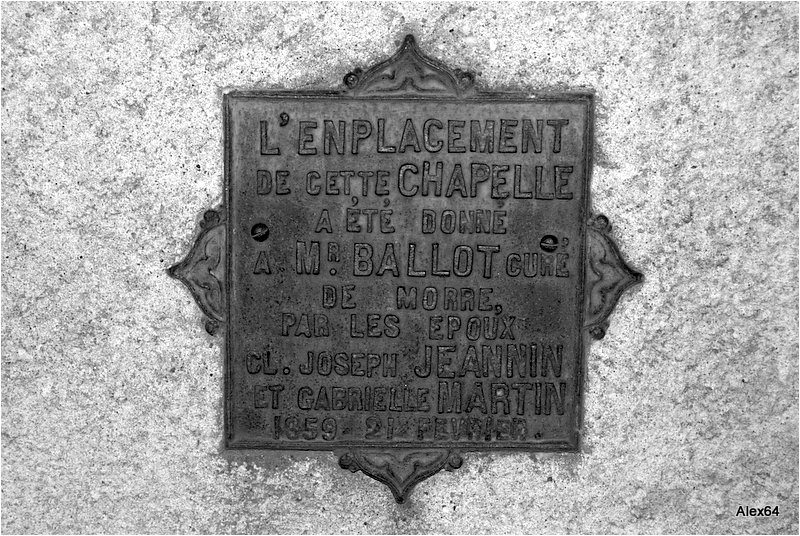 L'ENPLACEMENT
DE CETTE CHAPELLE
A ÉTÉ DONNÉ
A MR. BALLOT CURÉ
DE MORRE,
PAR LES EPOUX
CL. JOSEPH JEANNIN
ET GABRIELLE MARTIN
1859 21 FEVRIER.
Alex64